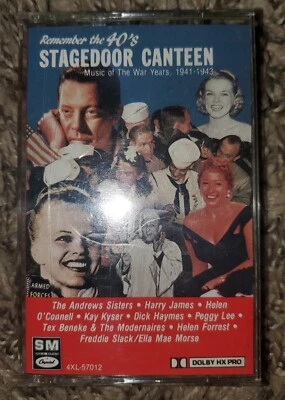 Remember the 40's
STAGEDOOR CANTEEN
Music of The War Years, 1941-1943
ARMED
FORCES
The Andrews Sisters • Harry James • Helen
O'Connell • Kay Kyser • Dick Haymes • Peggy Lee •
Tex Beneke & The Modernaires • Helen Forrest •
Freddie Slack/Ella Mae Morse
SM
Capitol
4XL-57012
DOLBY HX PRO